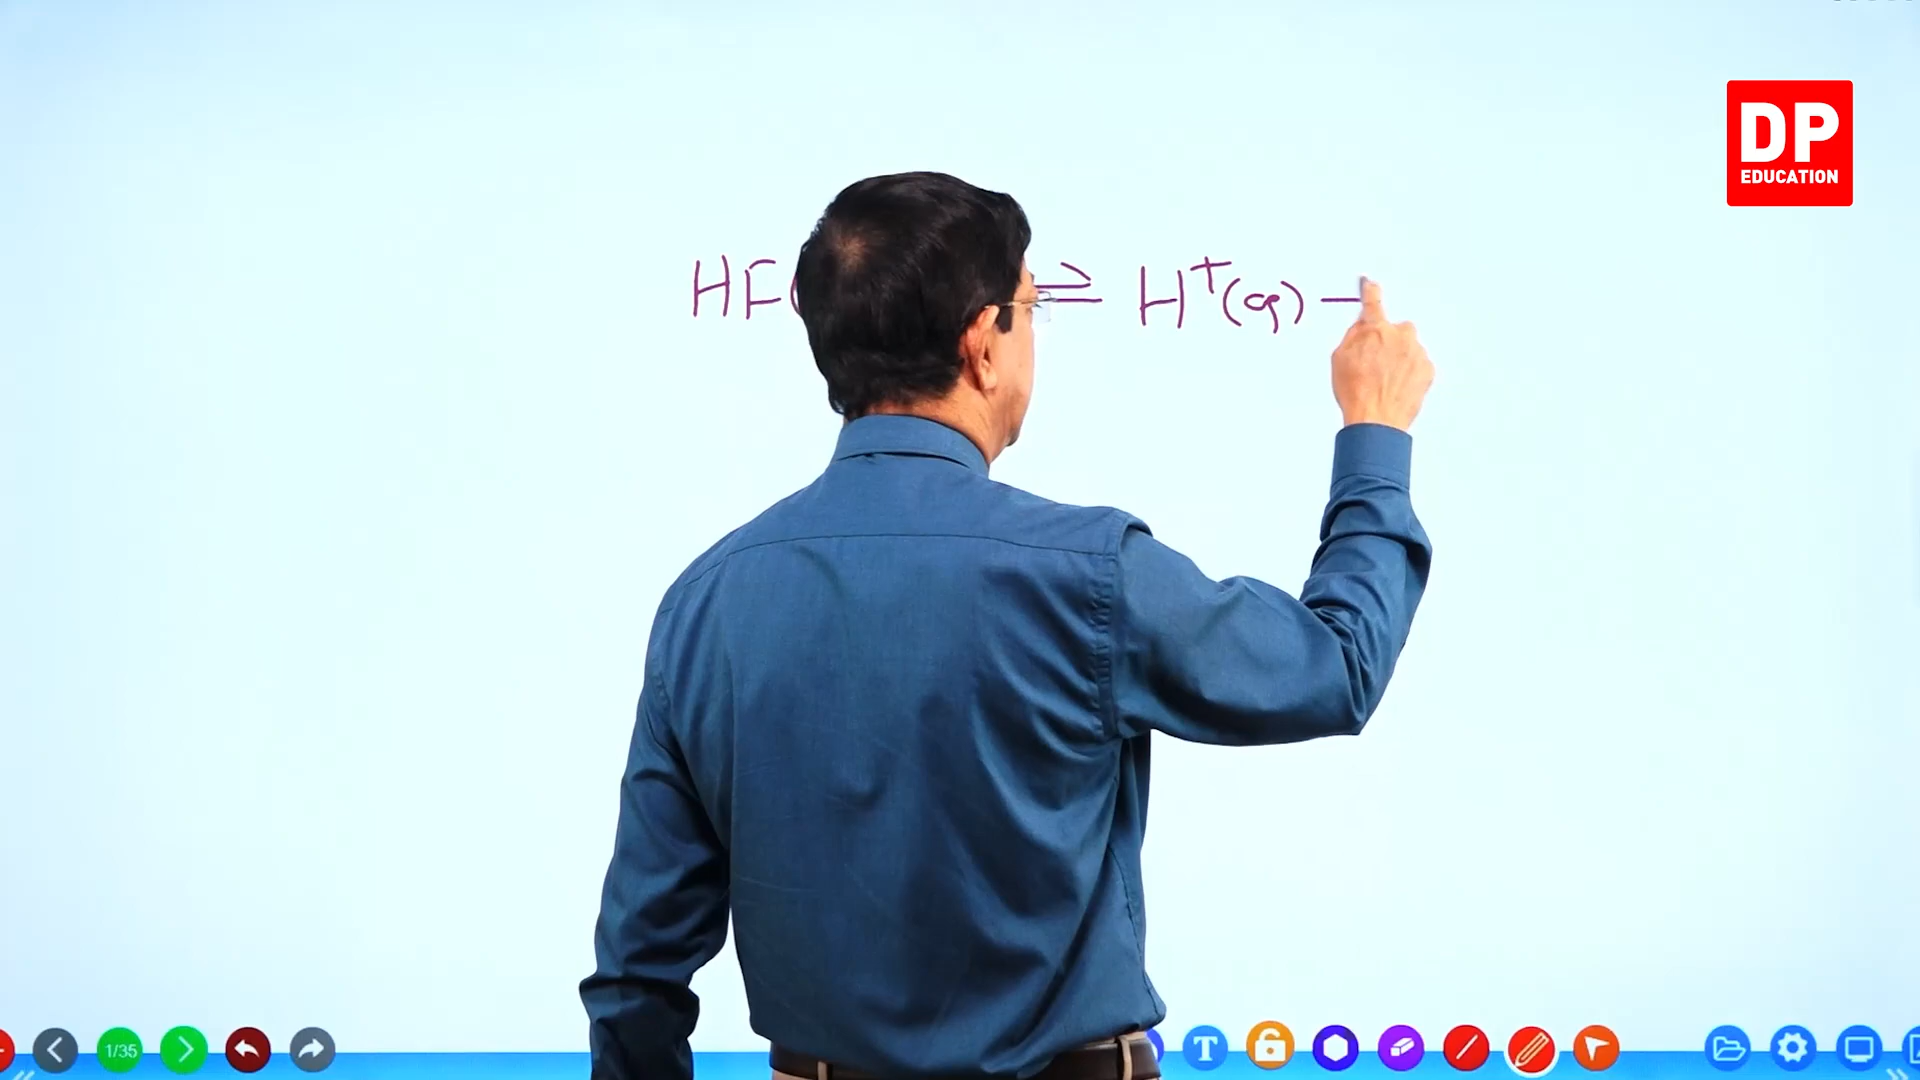 DP
EDUCATION
HF( ⇌ H⁺(aq) —
1/35
T